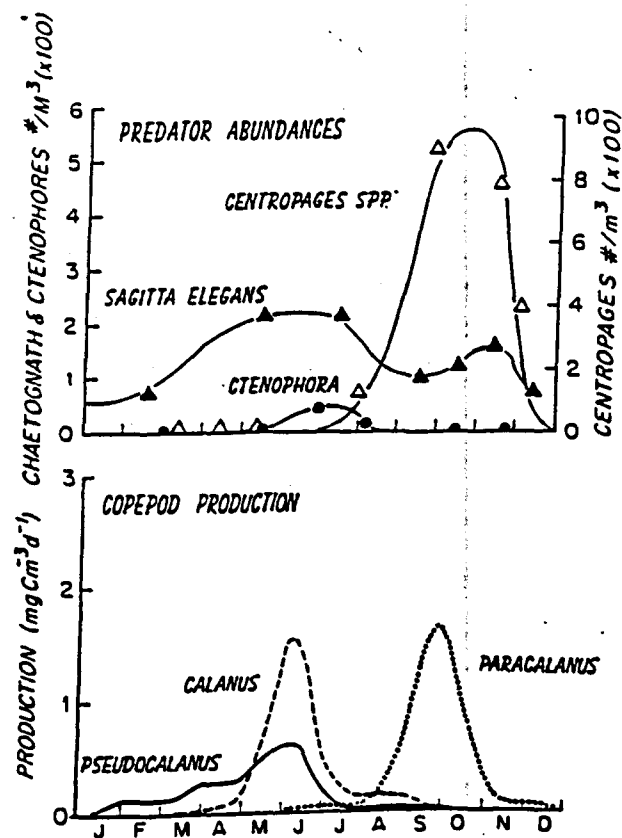 CHAETOGNATH & CTENOPHORES #/M³ (x100)
6
5
4
3
2
1
0
PREDATOR ABUNDANCES
CENTROPAGES SPP.
SAGITTA ELEGANS
CTENOPHORA
10
8
6
4
2
0
CENTROPAGES #/m³ (x100)
PRODUCTION (mgCm⁻³d⁻¹)
3
2
1
0
COPEPOD PRODUCTION
CALANUS
PARACALANUS
PSEUDOCALANUS
J F M A M J J A S O N D